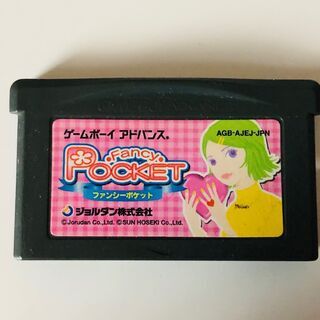 ゲームボーイ アドバンス®
AGB-AJEJ-JPN
Fancy
POCKET
ファンシーポケット
ジョルダン株式会社
©Jorudan Co., Ltd. ©SUN HOSEKI Co., Ltd.